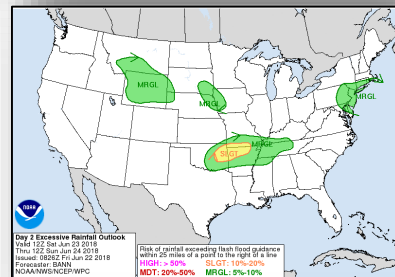 MRGL
MRGL
MRGL
MRGL
SLGT
NOAA
Day 2 Excessive Rainfall Outlook
Valid 12Z Sat Jun 23 2018
Thru 12Z Sun Jun 24 2018
Issued: 0826Z Fri Jun 22 2018
Forecaster: BANN
NOAA/NWS/NCEP/WPC
Risk of rainfall exceeding flash flood guidance
within 25 miles of a point to the right of a line
HIGH: > 50% SLGT: 10%-20%
MDT: 20%-50% MRGL: 5%-10%